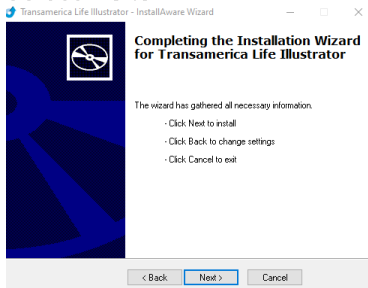 Transamerica Life Illustrator - InstallAware Wizard
Completing the Installation Wizard
for Transamerica Life Illustrator
The wizard has gathered all necessary information.
- Click Next to install
- Click Back to change settings
- Click Cancel to exit
< Back Next > Cancel